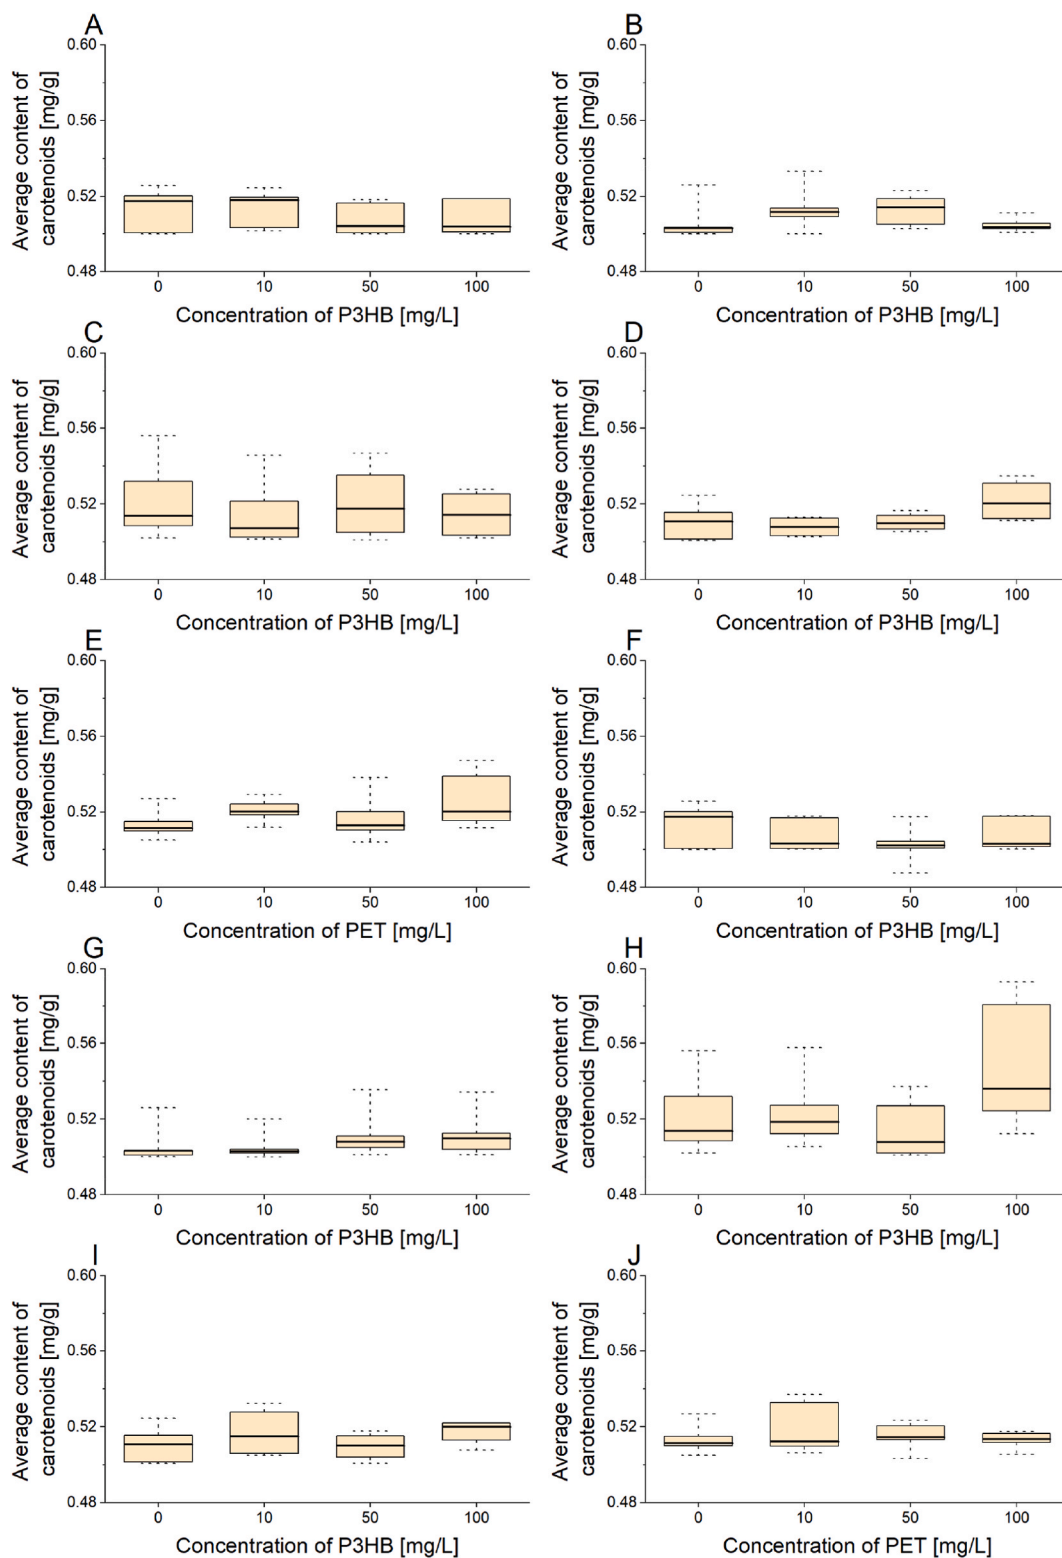 A
B
Average content of
carotenoids [mg/g]
0.60
0.56
0.52
0.48
0
10
50
100
Concentration of P3HB [mg/L]
Average content of
carotenoids [mg/g]
0.60
0.56
0.52
0.48
0
10
50
100
Concentration of P3HB [mg/L]
C
D
Average content of
carotenoids [mg/g]
0.60
0.56
0.52
0.48
0
10
50
100
Concentration of P3HB [mg/L]
Average content of
carotenoids [mg/g]
0.60
0.56
0.52
0.48
0
10
50
100
Concentration of P3HB [mg/L]
E
F
Average content of
carotenoids [mg/g]
0.60
0.56
0.52
0.48
0
10
50
100
Concentration of PET [mg/L]
Average content of
carotenoids [mg/g]
0.60
0.56
0.52
0.48
0
10
50
100
Concentration of P3HB [mg/L]
G
H
Average content of
carotenoids [mg/g]
0.60
0.56
0.52
0.48
0
10
50
100
Concentration of P3HB [mg/L]
Average content of
carotenoids [mg/g]
0.60
0.56
0.52
0.48
0
10
50
100
Concentration of P3HB [mg/L]
I
J
Average content of
carotenoids [mg/g]
0.60
0.56
0.52
0.48
0
10
50
100
Concentration of P3HB [mg/L]
Average content of
carotenoids [mg/g]
0.60
0.56
0.52
0.48
0
10
50
100
Concentration of PET [mg/L]